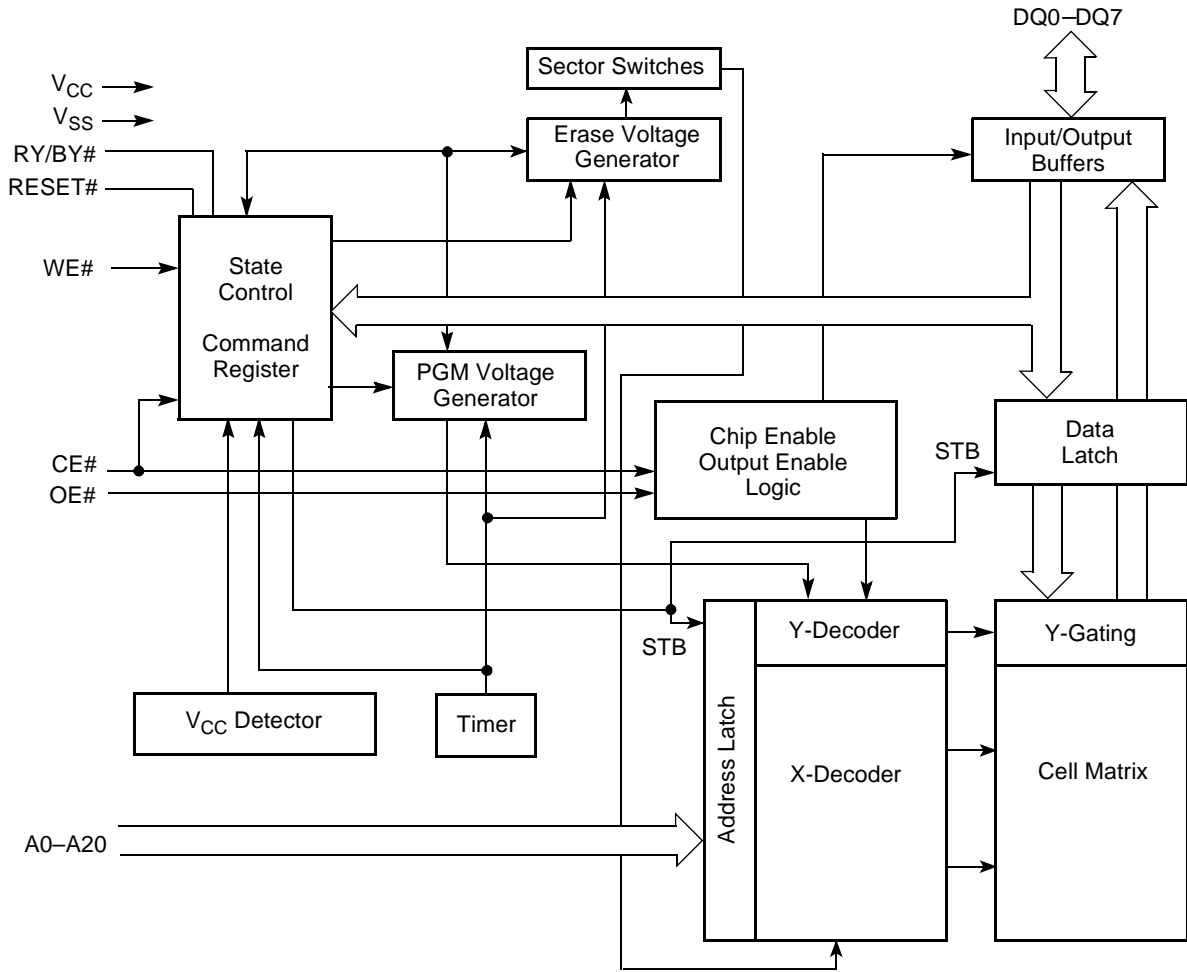 DQ0–DQ7
Sector Switches
VCC
VSS
RY/BY#
RESET#
Erase Voltage
Generator
Input/Output
Buffers
WE#
State
Control
Command
Register
PGM Voltage
Generator
Chip Enable
Output Enable
Logic
STB
Data
Latch
CE#
OE#
STB
Y-Decoder
Y-Gating
VCC Detector
Timer
Address Latch
X-Decoder
Cell Matrix
A0–A20